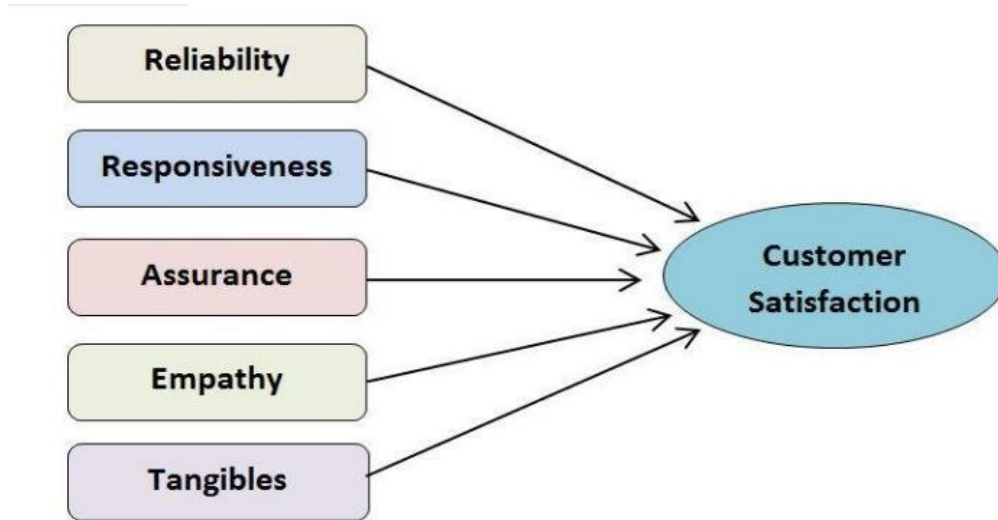 Reliability
Responsiveness
Assurance
Empathy
Tangibles
Customer
Satisfaction